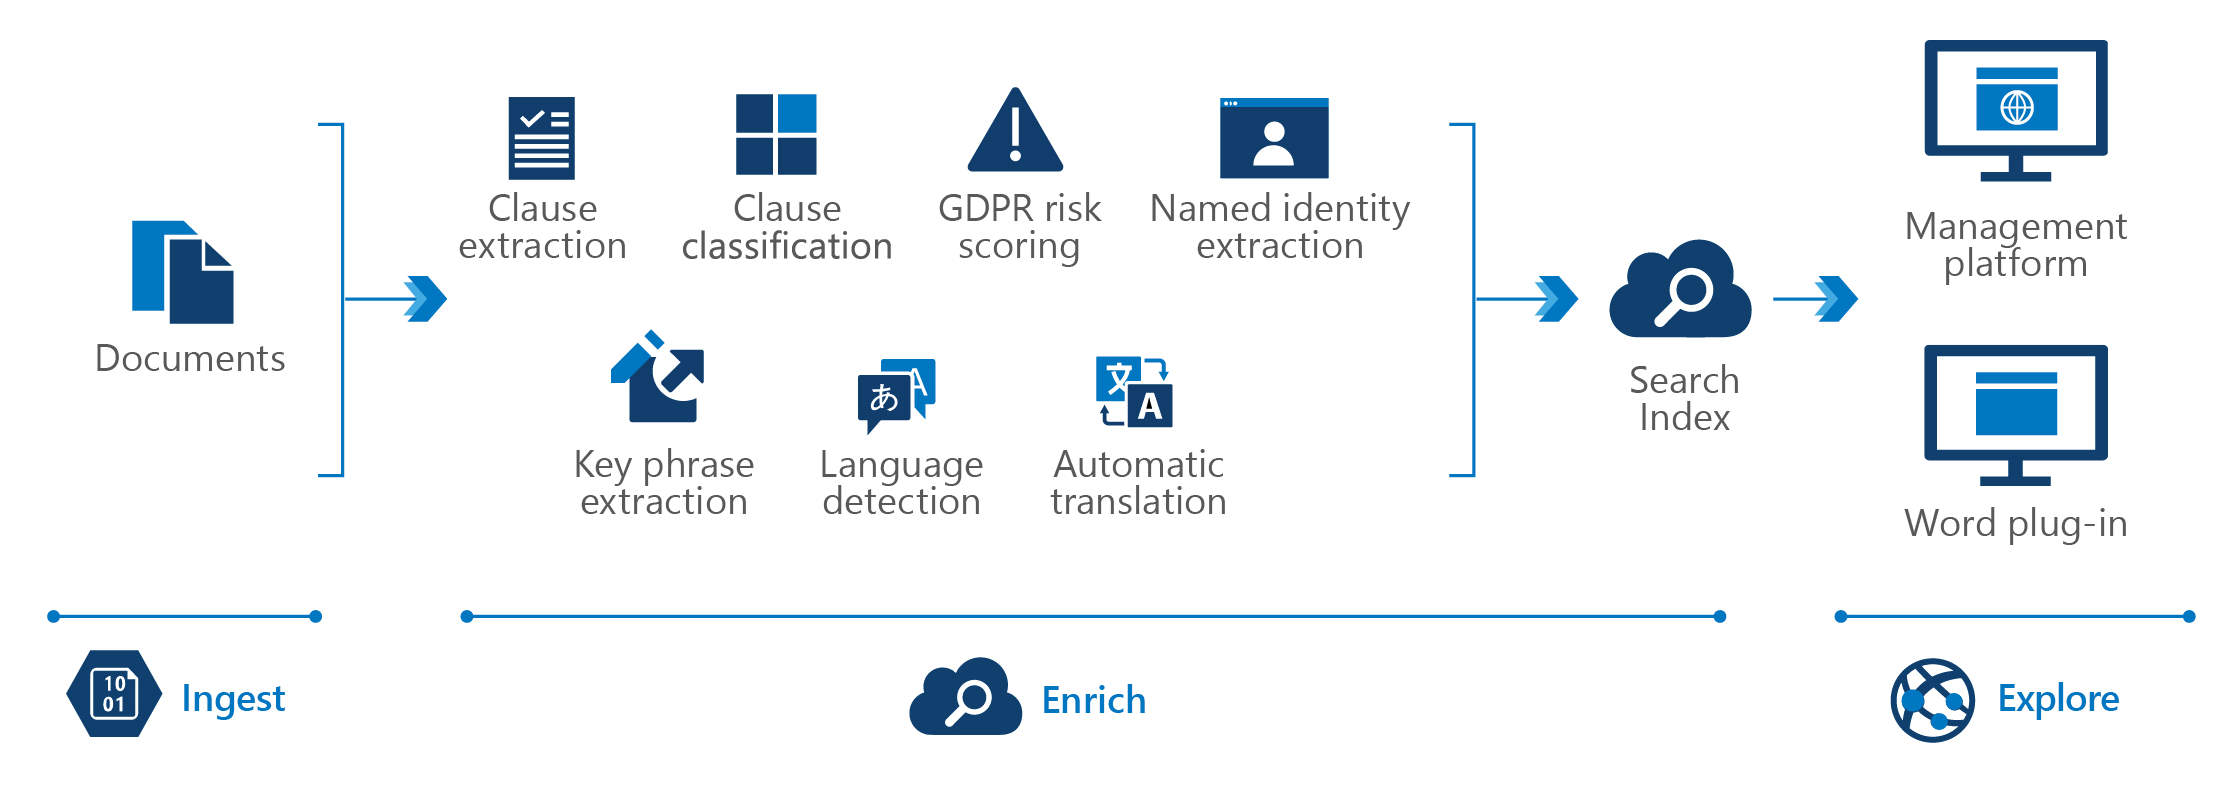 Documents
Clause
extraction
Clause
classification
GDPR risk
scoring
Named identity
extraction
Key phrase
extraction
あ
A
Language
detection
文
A
Automatic
translation
Search
Index
Management
platform
Word plug-in
10
01
Ingest
Enrich
Explore